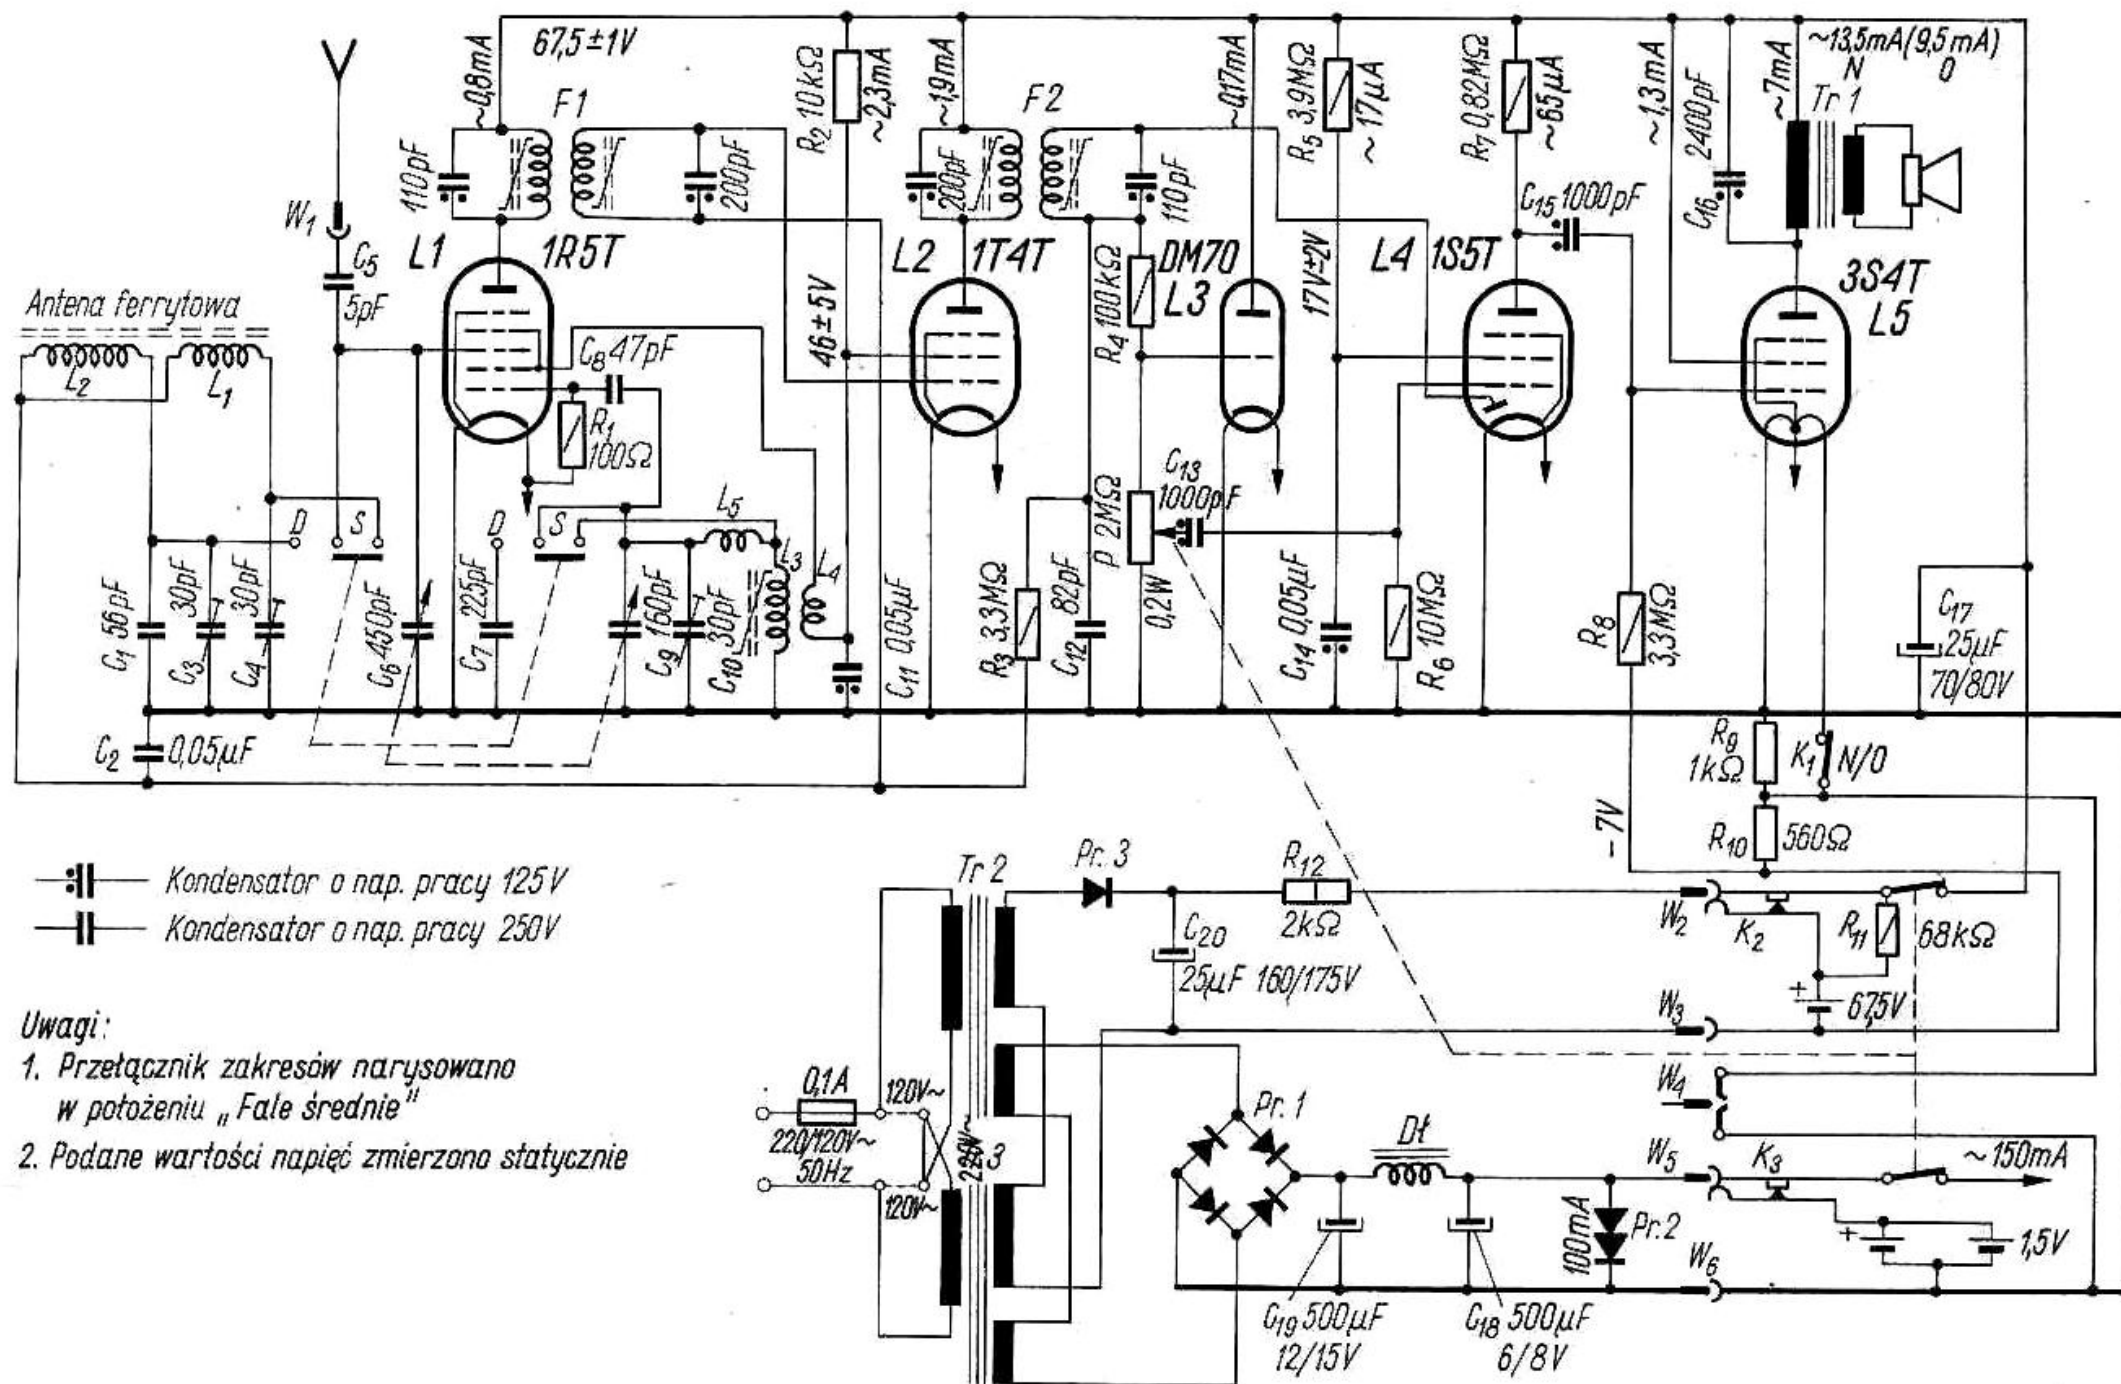 67,5±1V
~0,8mA
F1
110pF
200pF
R2 10kΩ
~2,3mA
~1,9mA
F2
200pF
110pF
~0,17mA
R5 3,9MΩ
~17µA
R7 0,82MΩ
~65µA
~1,3mA
2400pF
C16
~7mA
~13,5mA(9,5mA)
N O
Tr 1
W1
C5
5pF
L1 1R5T
L2 1T4T
DM70
L3
L4 1S5T
3S4T
L5
C15 1000pF
Antena ferrytowa
L2
L1
C8 47pF
R1
100Ω
46±5V
R4 100kΩ
17V±2V
D S
D S
L5
L3
L4
C1 56pF
C3 30pF
C4 30pF
C6 450pF
C7 225pF
C9 160pF
C10 30pF
C11 0,05µF
R3 3,3MΩ
C12 82pF
P 2MΩ
0,2W
C13
1000pF
C14 0,05µF
R6 10MΩ
R8
3,3MΩ
C17
25µF
70/80V
C2 0,05µF
R9
1kΩ
K1 N/O
-7V
R10 560Ω
Kondensator o nap. pracy 125V
Kondensator o nap. pracy 250V
Tr 2
Pr. 3
R12
2kΩ
C20
25µF 160/175V
W2
K2
R11
68kΩ
+ 67,5V
W3
Uwagi:
1. Przełącznik zakresów narysowano
w położeniu „Fale średnie"
2. Podane wartości napięć zmierzono statycznie
0,1A
220/120V~
50Hz
120V~
220V~
3
120V~
Pr. 1
Dł
W4
W5
K3
~150mA
100mA
Pr. 2
W6
+ 1,5V
C19 500µF
12/15V
C18 500µF
6/8V